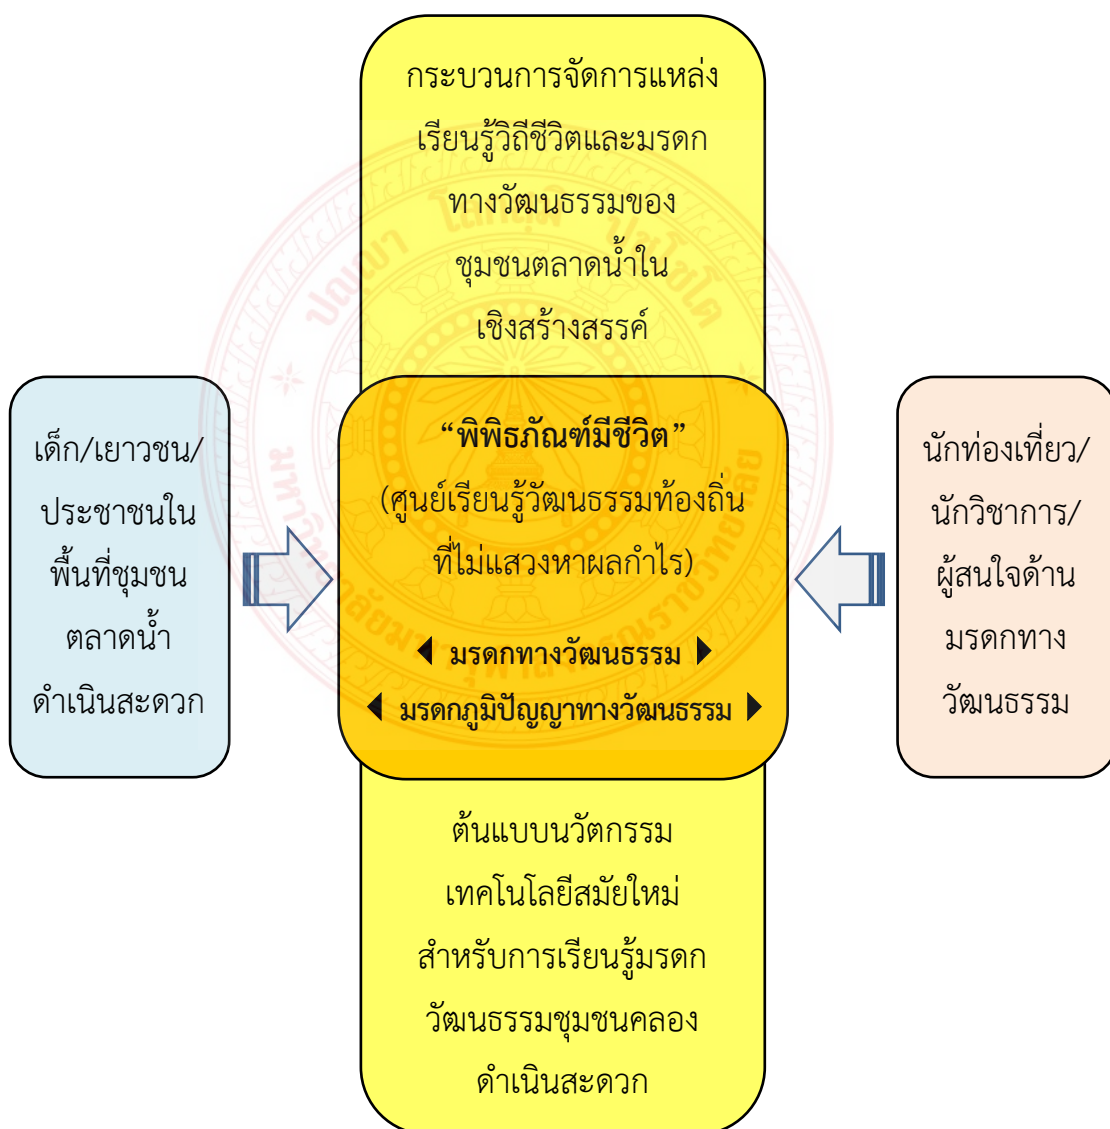 กระบวนการจัดการแหล่ง
เรียนรู้วิถีชีวิตและมรดก
ทางวัฒนธรรมของ
ชุมชนตลาดน้ำใน
เชิงสร้างสรรค์
เด็ก/เยาวชน/
ประชาชนใน
พื้นที่ชุมชน
ตลาดน้ำ
ดำเนินสะดวก
“พิพิธภัณฑ์มีชีวิต”
(ศูนย์เรียนรู้วัฒนธรรมท้องถิ่น
ที่ไม่แสวงหาผลกำไร)
มรดกทางวัฒนธรรม
มรดกภูมิปัญญาทางวัฒนธรรม
นักท่องเที่ยว/
นักวิชาการ/
ผู้สนใจด้าน
มรดกทาง
วัฒนธรรม
ต้นแบบนวัตกรรม
เทคโนโลยีสมัยใหม่
สำหรับการเรียนรู้มรดก
วัฒนธรรมชุมชนคลอง
ดำเนินสะดวก